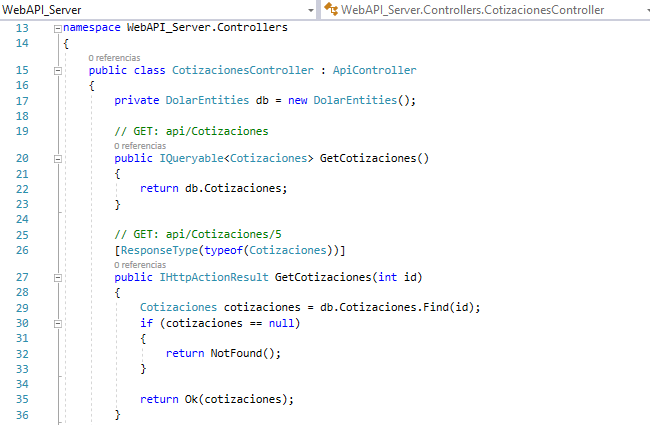 WebAPI_Server WebAPI_Server.Controllers.CotizacionesController
13 namespace WebAPI_Server.Controllers
14 {
0 referencias
15 public class CotizacionesController : ApiController
16 {
17 private DolarEntities db = new DolarEntities();
18
19 // GET: api/Cotizaciones
0 referencias
20 public IQueryable<Cotizaciones> GetCotizaciones()
21 {
22 return db.Cotizaciones;
23 }
24
25 // GET: api/Cotizaciones/5
26 [ResponseType(typeof(Cotizaciones))]
0 referencias
27 public IHttpActionResult GetCotizaciones(int id)
28 {
29 Cotizaciones cotizaciones = db.Cotizaciones.Find(id);
30 if (cotizaciones == null)
31 {
32 return NotFound();
33 }
34
35 return Ok(cotizaciones);
36 }